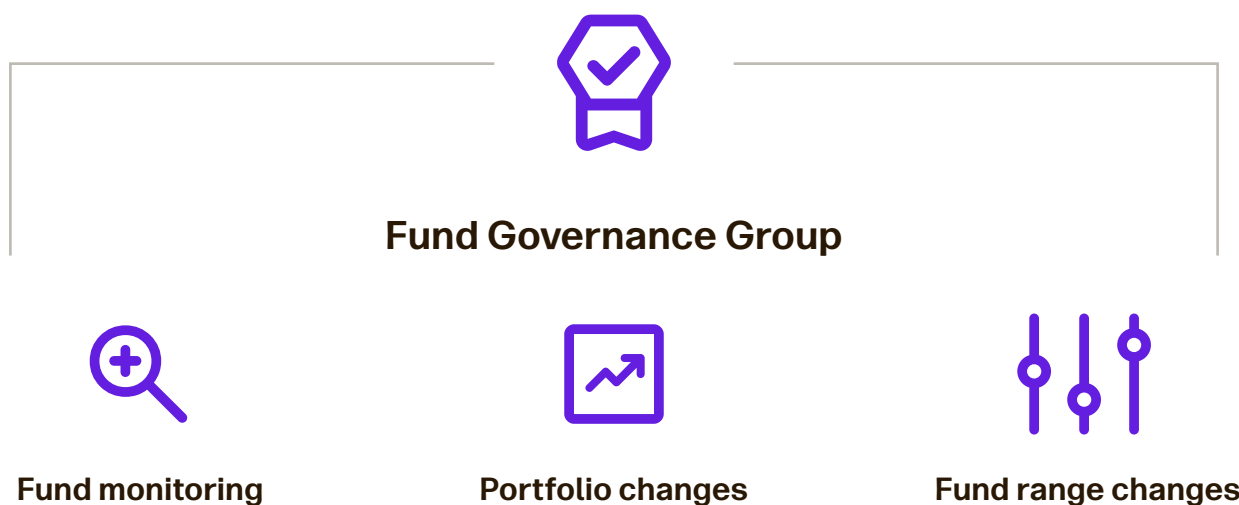 Fund Governance Group
Fund monitoring
Portfolio changes
Fund range changes